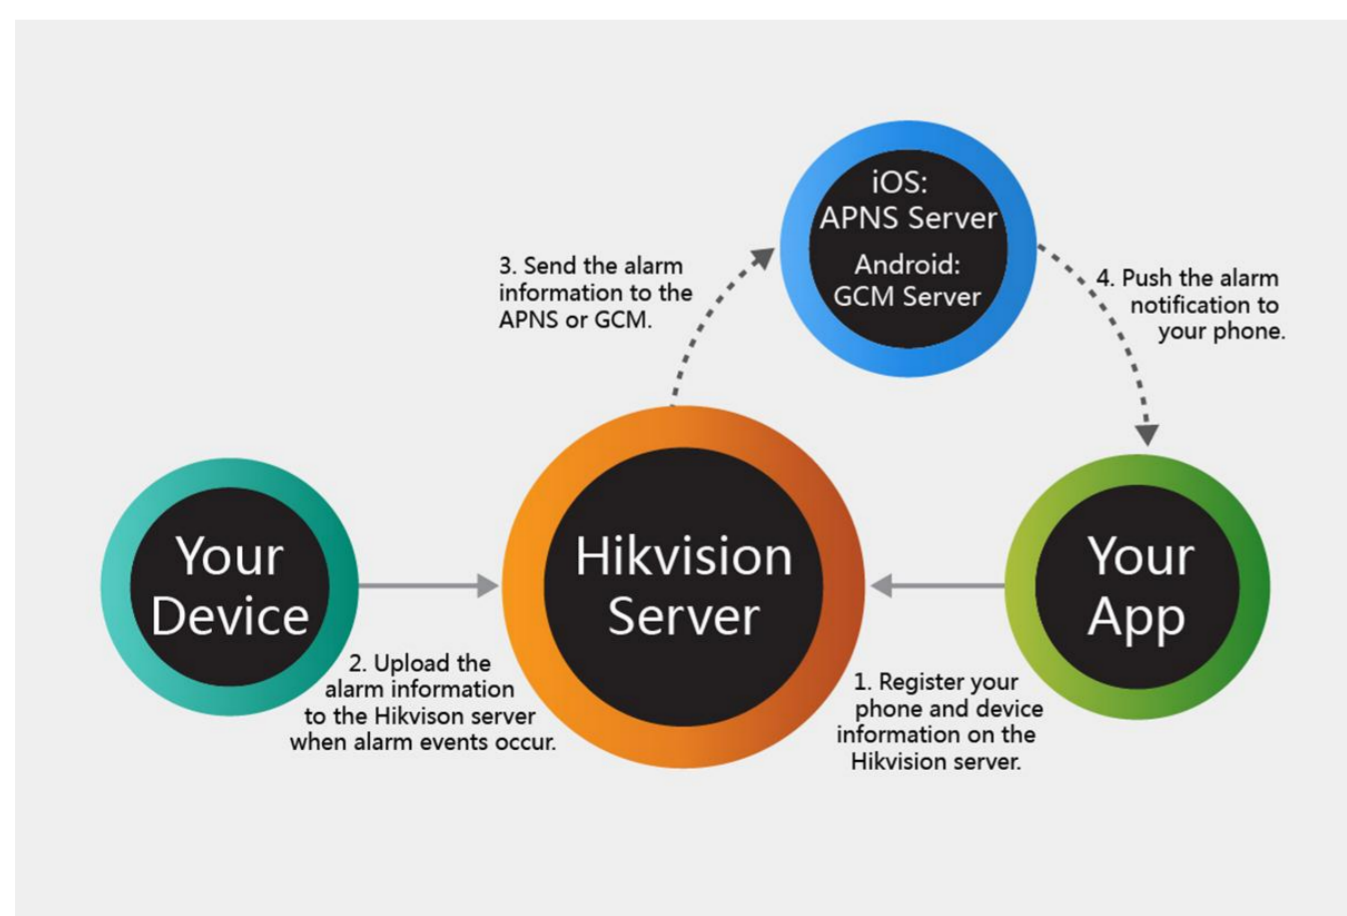 iOS:
APNS Server
Android:
GCM Server
3. Send the alarm
information to the
APNS or GCM.
4. Push the alarm
notification to
your phone.
Your
Device
Hikvision
Server
Your
App
2. Upload the
alarm information
to the Hikvison server
when alarm events occur.
1. Register your
phone and device
information on the
Hikvision server.